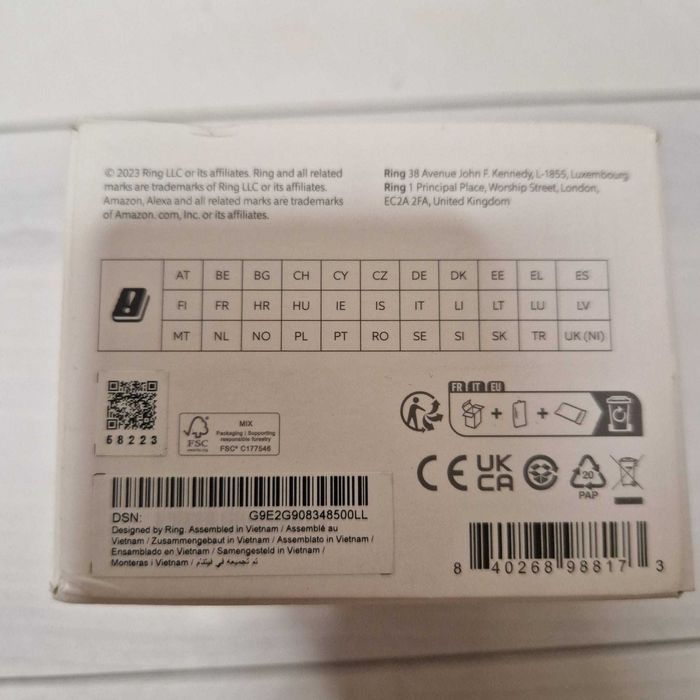 © 2023 Ring LLC or its affiliates. Ring and all related
marks are trademarks of Ring LLC or its affiliates.
Amazon, Alexa and all related marks are trademarks
of Amazon. com, Inc. or its affiliates.
Ring 38 Avenue John F. Kennedy, L-1855, Luxembourg
Ring 1 Principal Place, Worship Street, London,
EC2A 2FA, United Kingdom
AT BE BG CH CY CZ DE DK EE EL ES
FI FR HR HU IE IS IT LI LT LU LV
MT NL NO PL PT RO SE SI SK TR UK (NI)
68223
FSC
MIX
Packaging | Supporting
responsible forestry
FSC® C177546
FR IT EU
CE UK CA
20
PAP
DSN: G9E2G908348500LL
Designed by Ring. Assembled in Vietnam / Assemblé au
Vietnam / Zusammengebaut in Vietnam / Assemblato in Vietnam /
Ensamblado en Vietnam / Samengesteld in Vietnam /
Monteras i Vietnam / تم تجميعه في فيتنام
8 40268 98817 3